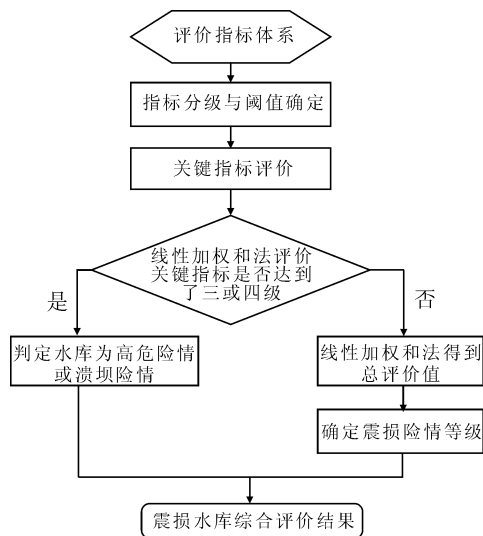 评价指标体系
指标分级与阈值确定
关键指标评价
线性加权和法评价
关键指标是否达到
了三或四级
是
否
判定水库为高危险情
或溃坝险情
线性加权和法得到
总评价值
确定震损险情等级
震损水库综合评价结果